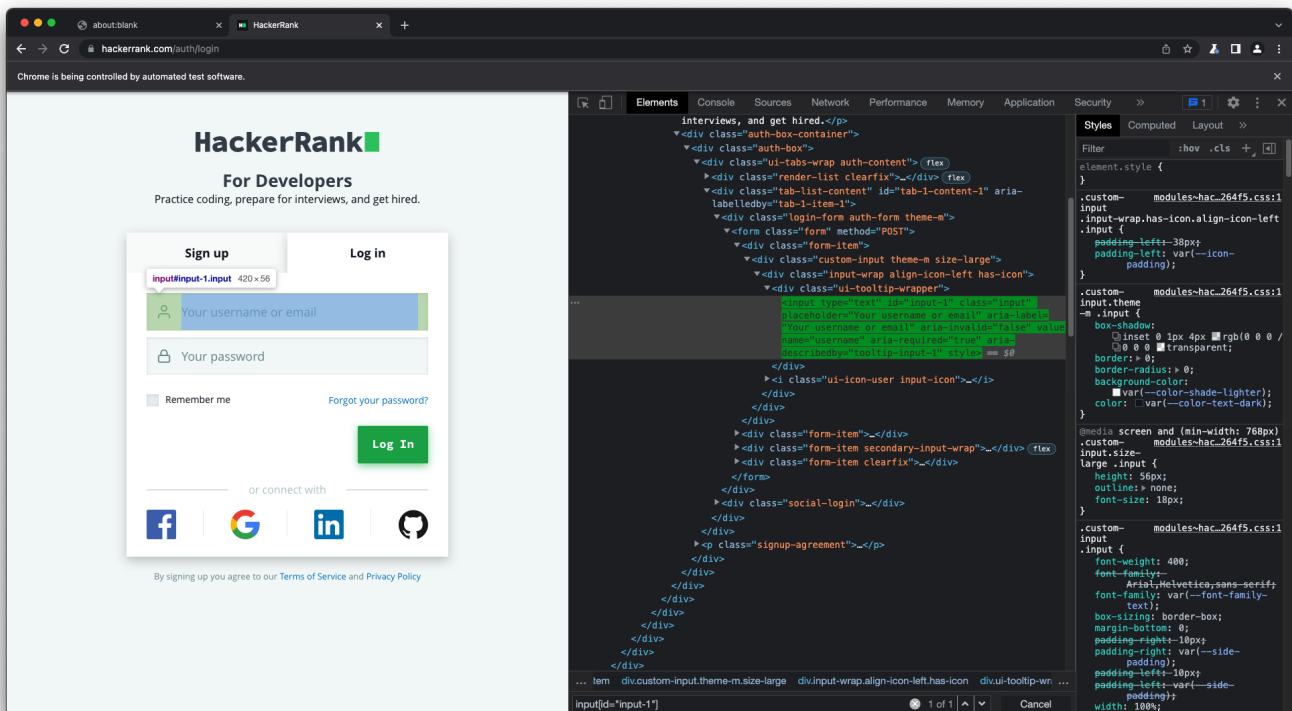 about:blank
HackerRank
hackerrank.com/auth/login
Chrome is being controlled by automated test software.
HackerRank
For Developers
Practice coding, prepare for interviews, and get hired.
Sign up
Log in
input#input-1.input 420 × 56
Your username or email
Your password
Remember me
Forgot your password?
Log In
or connect with
By signing up you agree to our Terms of Service and Privacy Policy
Elements Console Sources Network Performance Memory Application Security » 1
interviews, and get hired.</p>
▼<div class="auth-box-container">
▼<div class="auth-box">
▼<div class="ui-tabs-wrap auth-content"> flex
▶<div class="render-list clearfix">…</div> flex
▼<div class="tab-list-content" id="tab-1-content-1" aria-
labelledby="tab-1-item-1">
▼<div class="login-form auth-form theme-m">
▼<form class="form" method="POST">
▼<div class="form-item">
▼<div class="custom-input theme-m size-large">
▼<div class="input-wrap align-icon-left has-icon">
▼<div class="ui-tooltip-wrapper">
<input type="text" id="input-1" class="input"
placeholder="Your username or email" aria-label=
"Your username or email" aria-invalid="false" value
name="username" aria-required="true" aria-
describedby="tooltip-input-1" style> == $0
</div>
▶<i class="ui-icon-user input-icon">…</i>
</div>
</div>
</div>
▶<div class="form-item">…</div>
▶<div class="form-item secondary-input-wrap">…</div> flex
▶<div class="form-item clearfix">…</div>
</form>
</div>
▶<div class="social-login">…</div>
</div>
</div>
▶<p class="signup-agreement">…</p>
</div>
</div>
</div>
</div>
</div>
</div>
</div>
</div>
… tem div.custom-input.theme-m.size-large div.input-wrap.align-icon-left.has-icon div.ui-tooltip-wr …
input[id="input-1"] 1 of 1 Cancel
Styles Computed Layout »
Filter :hov .cls +
element.style {
}
.custom- modules~hac…264f5.css:1
input
.input-wrap.has-icon.align-icon-left
.input {
padding-left: 38px;
padding-left: var(--icon-
padding);
}
.custom- modules~hac…264f5.css:1
input.theme
-m .input {
box-shadow:
inset 0 1px 4px rgb(0 0 0 /
0 0 0 transparent;
border: ▶ 0;
border-radius: ▶ 0;
background-color:
var(--color-shade-lighter);
color: var(--color-text-dark);
}
@media screen and (min-width: 768px)
.custom- modules~hac…264f5.css:1
input.size-
large .input {
height: 56px;
outline: ▶ none;
font-size: 18px;
}
.custom- modules~hac…264f5.css:1
input
.input {
font-weight: 400;
font-family:
Arial,Helvetica,sans-serif;
font-family: var(--font-family-
text);
box-sizing: border-box;
margin-bottom: 0;
padding-right: 10px;
padding-right: var(--side-
padding);
padding-left: 10px;
padding-left: var(--side-
padding);
width: 100%;